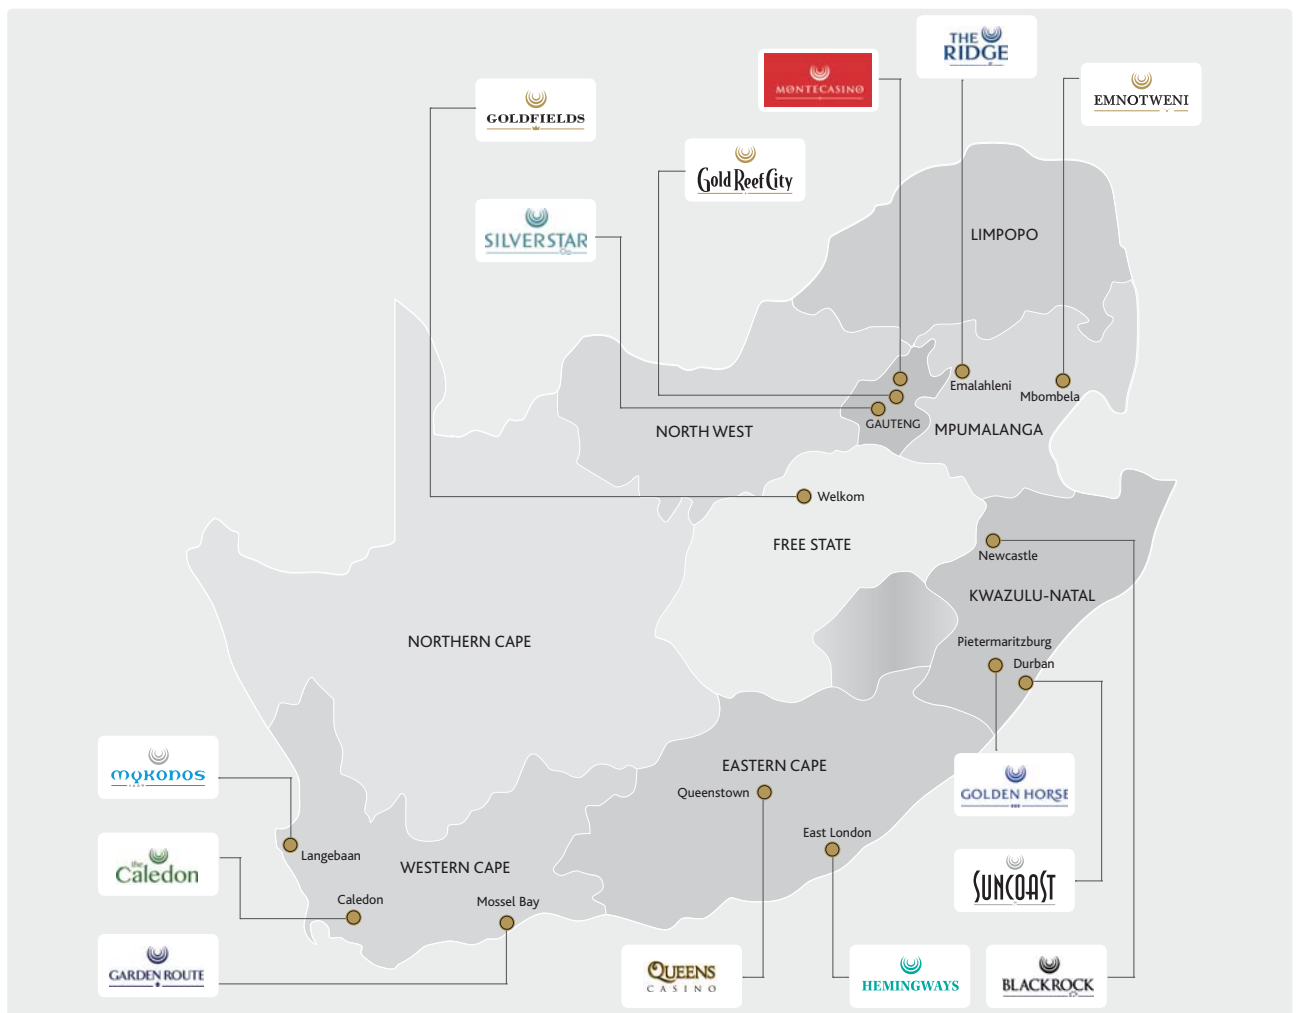 THE
RIDGE
MONTECASINO
EMNOTWENI
GOLDFIELDS
Gold Reef City
SILVERSTAR
LIMPOPO
Emalahleni
Mbombela
GAUTENG
MPUMALANGA
NORTH WEST
Welkom
FREE STATE
Newcastle
KWAZULU-NATAL
NORTHERN CAPE
Pietermaritzburg
Durban
EASTERN CAPE
Queenstown
MYKONOS
GOLDEN HORSE
East London
Langebaan
WESTERN CAPE
the
Caledon
SUNCOAST
Caledon
Mossel Bay
GARDEN ROUTE
QUEENS
CASINO
HEMINGWAYS
BLACKROCK